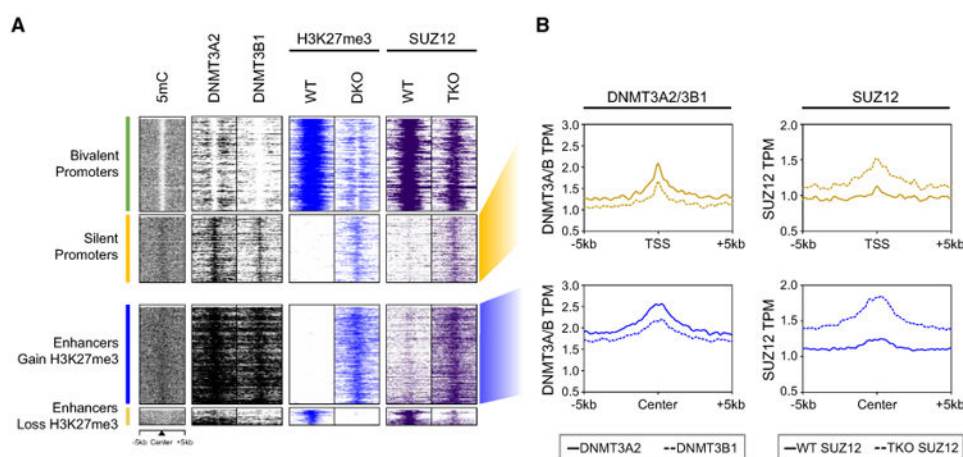 A
5mC
DNMT3A2
DNMT3B1
H3K27me3
WT
DKO
SUZ12
WT
TKO
Bivalent
Promoters
Silent
Promoters
Enhancers
Gain H3K27me3
Enhancers
Loss H3K27me3
-5kb Center +5kb
B
DNMT3A2/3B1
DNMT3A/B TPM
3.0
2.5
2.0
1.5
1.0
0.5
-5kb TSS +5kb
SUZ12
SUZ12 TPM
2.0
1.5
1.0
0.5
-5kb TSS +5kb
DNMT3A/B TPM
3.0
2.5
2.0
1.5
1.0
0.5
Center
SUZ12 TPM
2.0
1.5
1.0
0.5
Center
DNMT3A2 DNMT3B1
WT SUZ12 TKO SUZ12